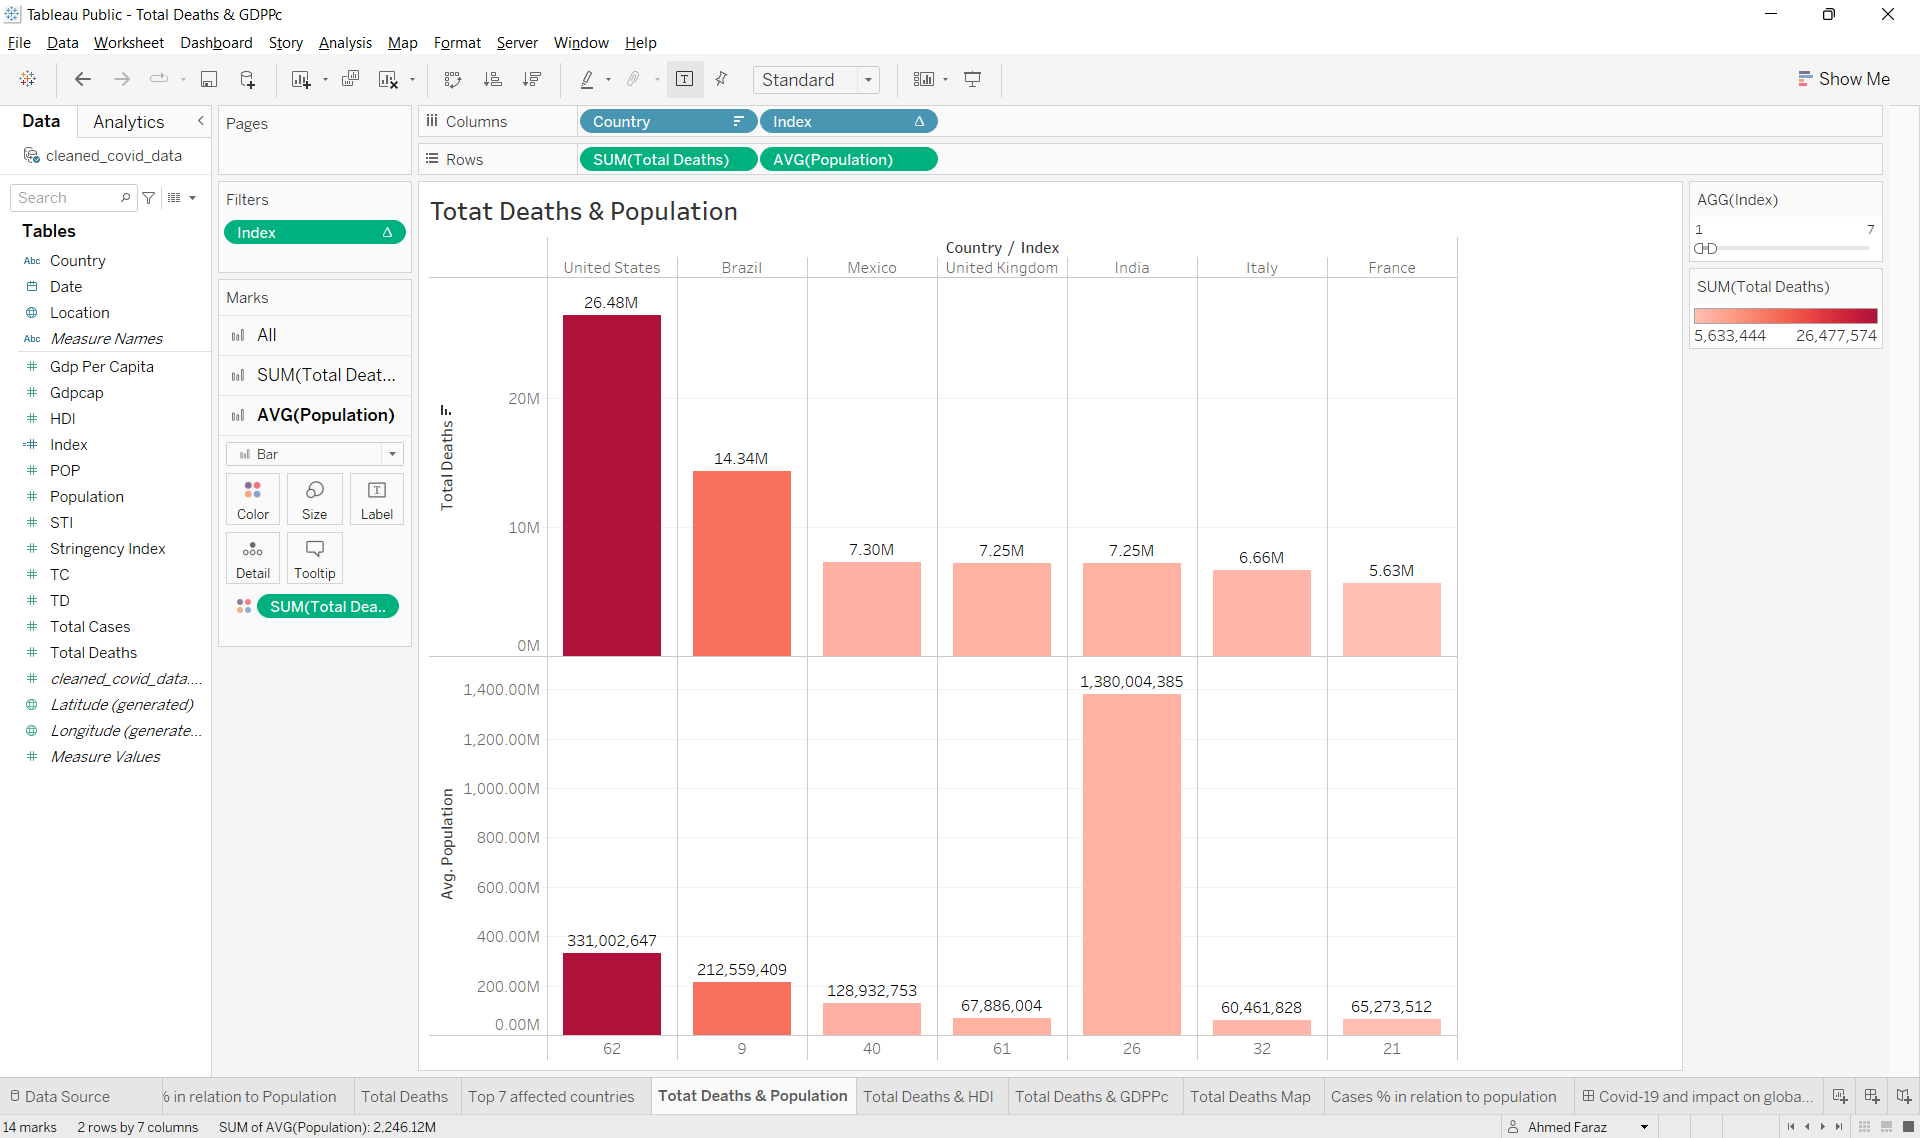 Tableau Public - Total Deaths & GDPPc
File Data Worksheet Dashboard Story Analysis Map Format Server Window Help
Standard
Show Me
Data Analytics
cleaned_covid_data
Search
Tables
Abc Country
Date
Location
Abc Measure Names
Gdp Per Capita
Gdpcap
HDI
Index
POP
Population
STI
Stringency Index
TC
TD
Total Cases
Total Deaths
cleaned_covid_data....
Latitude (generated)
Longitude (generate...
Measure Values
Pages
Filters
Index
Marks
All
SUM(Total Deat...
AVG(Population)
Bar
Color Size Label
Detail Tooltip
SUM(Total Dea..
Columns Country Index
Rows SUM(Total Deaths) AVG(Population)
Totat Deaths & Population
Country / Index
United States Brazil Mexico United Kingdom India Italy France
Total Deaths
20M
10M
0M
26.48M 14.34M 7.30M 7.25M 7.25M 6.66M 5.63M
Avg. Population
1,400.00M
1,200.00M
1,000.00M
800.00M
600.00M
400.00M
200.00M
0.00M
331,002,647 212,559,409 128,932,753 67,886,004 1,380,004,385 60,461,828 65,273,512
62 9 40 61 26 32 21
AGG(Index)
1 7
SUM(Total Deaths)
5,633,444 26,477,574
Data Source % in relation to Population Total Deaths Top 7 affected countries Totat Deaths & Population Total Deaths & HDI Total Deaths & GDPPc Total Deaths Map Cases % in relation to population Covid-19 and impact on globa...
14 marks 2 rows by 7 columns SUM of AVG(Population): 2,246.12M Ahmed Faraz